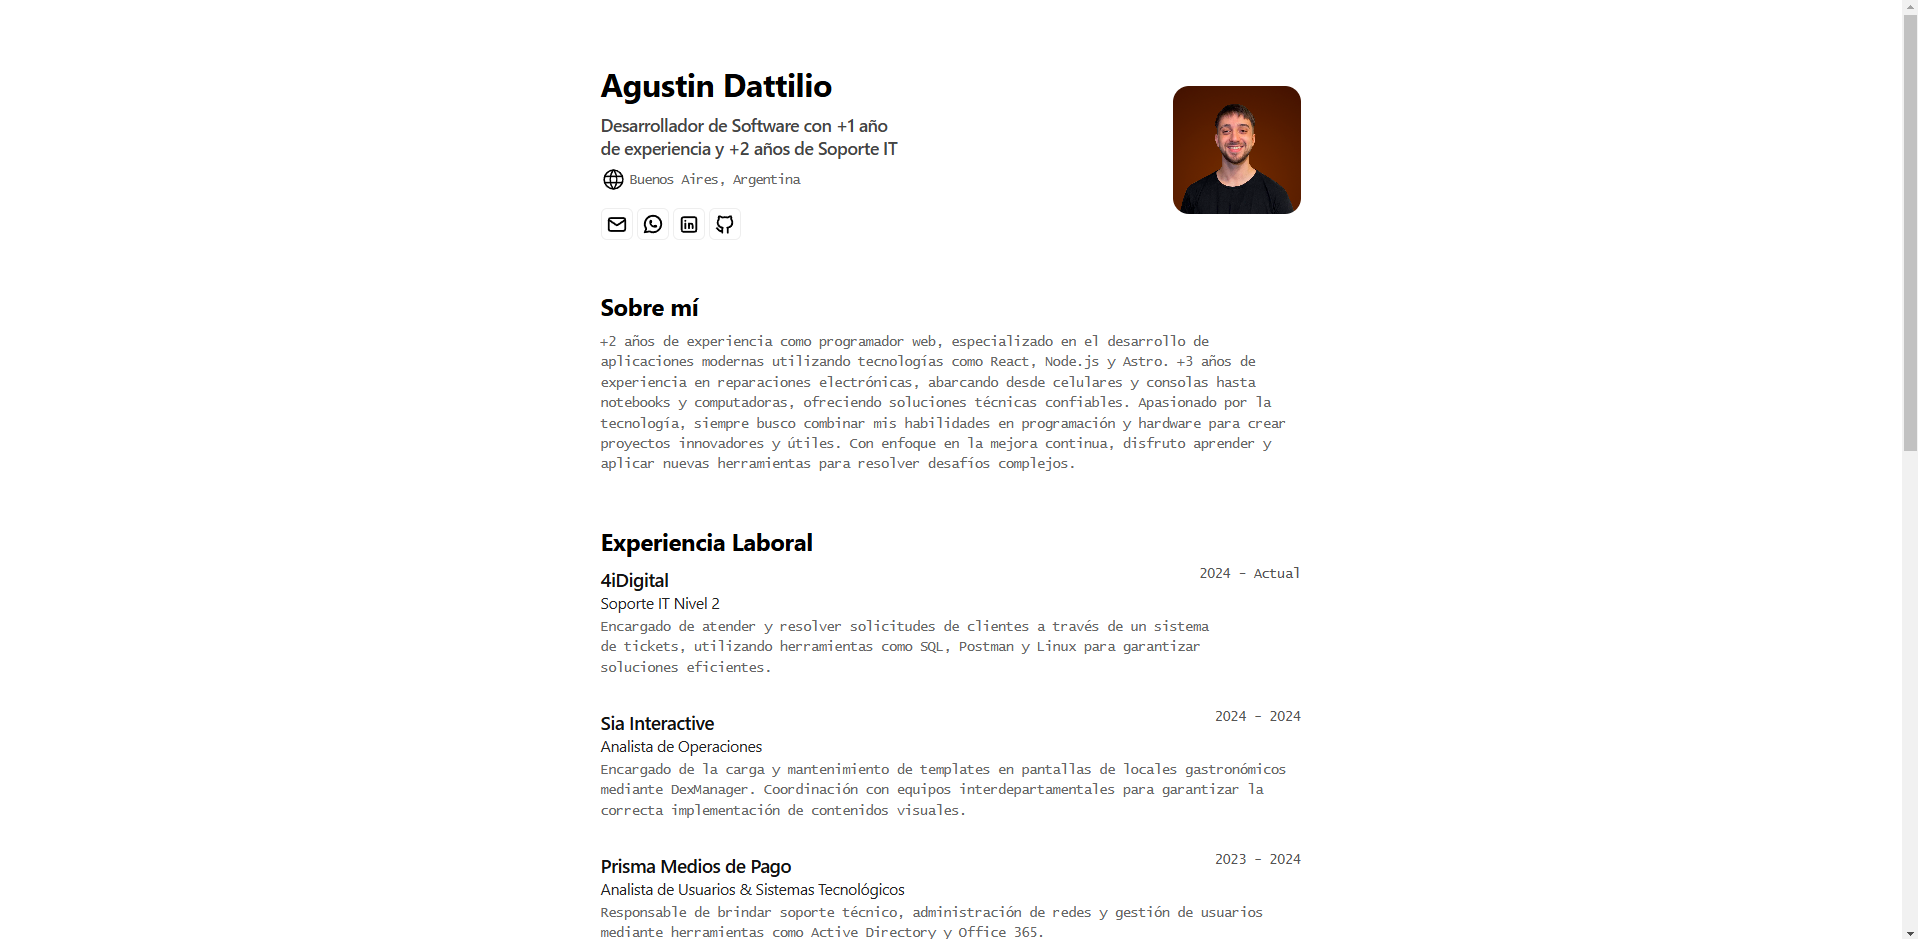 Agustin Dattilio
Desarrollador de Software con +1 año
de experiencia y +2 años de Soporte IT
Buenos Aires, Argentina
Sobre mí
+2 años de experiencia como programador web, especializado en el desarrollo de
aplicaciones modernas utilizando tecnologías como React, Node.js y Astro. +3 años de
experiencia en reparaciones electrónicas, abarcando desde celulares y consolas hasta
notebooks y computadoras, ofreciendo soluciones técnicas confiables. Apasionado por la
tecnología, siempre busco combinar mis habilidades en programación y hardware para crear
proyectos innovadores y útiles. Con enfoque en la mejora continua, disfruto aprender y
aplicar nuevas herramientas para resolver desafíos complejos.
Experiencia Laboral
4iDigital
2024 - Actual
Soporte IT Nivel 2
Encargado de atender y resolver solicitudes de clientes a través de un sistema
de tickets, utilizando herramientas como SQL, Postman y Linux para garantizar
soluciones eficientes.
Sia Interactive
2024 - 2024
Analista de Operaciones
Encargado de la carga y mantenimiento de templates en pantallas de locales gastronómicos
mediante DexManager. Coordinación con equipos interdepartamentales para garantizar la
correcta implementación de contenidos visuales.
Prisma Medios de Pago
2023 - 2024
Analista de Usuarios & Sistemas Tecnológicos
Responsable de brindar soporte técnico, administración de redes y gestión de usuarios
mediante herramientas como Active Directory y Office 365.